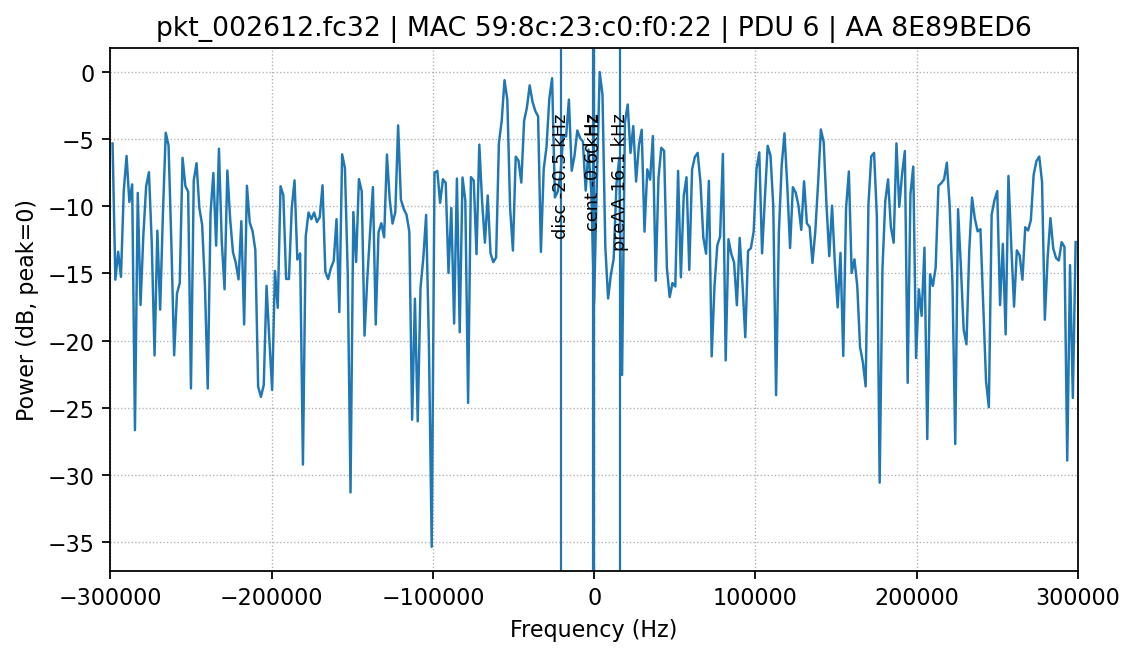 pkt_002612.fc32 | MAC 59:8c:23:c0:f0:22 | PDU 6 | AA 8E89BED6
Power (dB, peak=0)
0
−5
−10
−15
−20
−25
−30
−35
disc -20.5 kHz
cent -0.6 kHz
preAA 16.1 kHz
−300000
−200000
−100000
0
100000
200000
300000
Frequency (Hz)